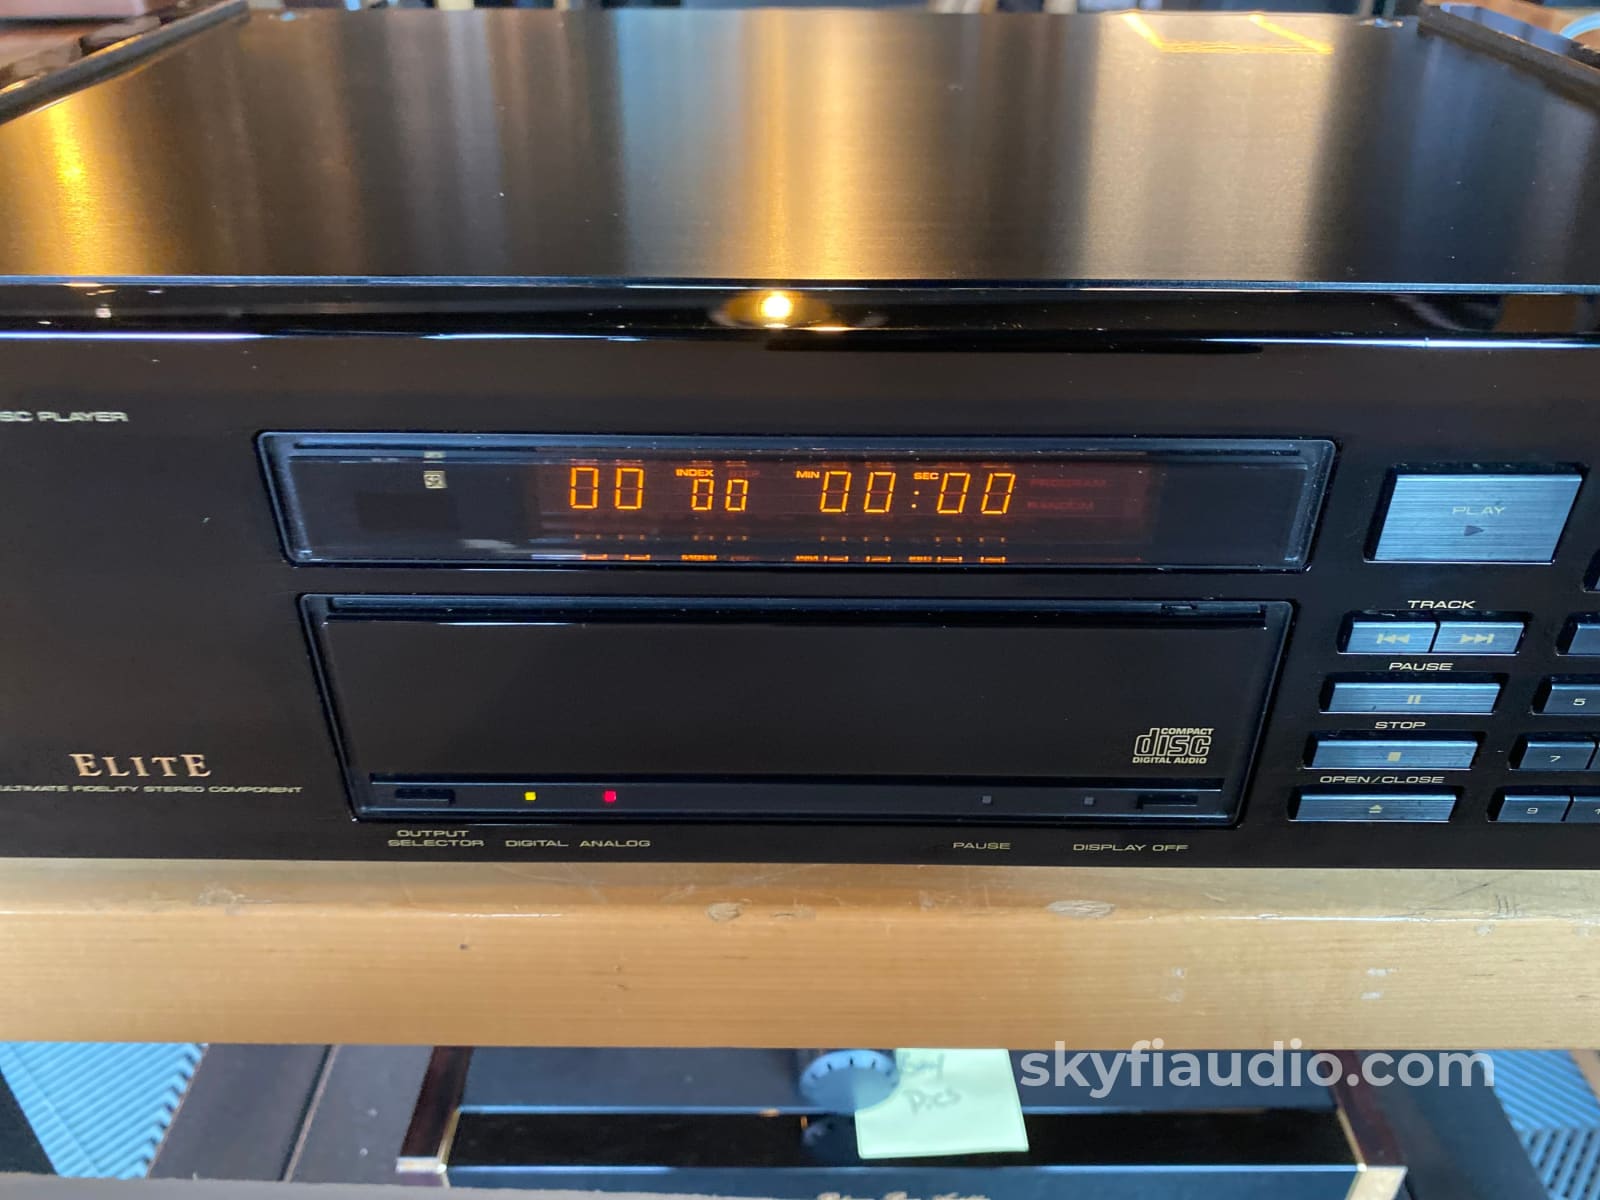 SC PLAYER
SR
00 INDEX 00 MIN 00:SEC 00
PROGRAM
RANDOM
PLAY
TRACK
PAUSE
STOP
OPEN/CLOSE
5
7
9
COMPACT
disc
DIGITAL AUDIO
ELITE
ULTIMATE FIDELITY STEREO COMPONENT
OUTPUT
SELECTOR DIGITAL ANALOG
PAUSE DISPLAY OFF
skyfiaudio.com
Pics